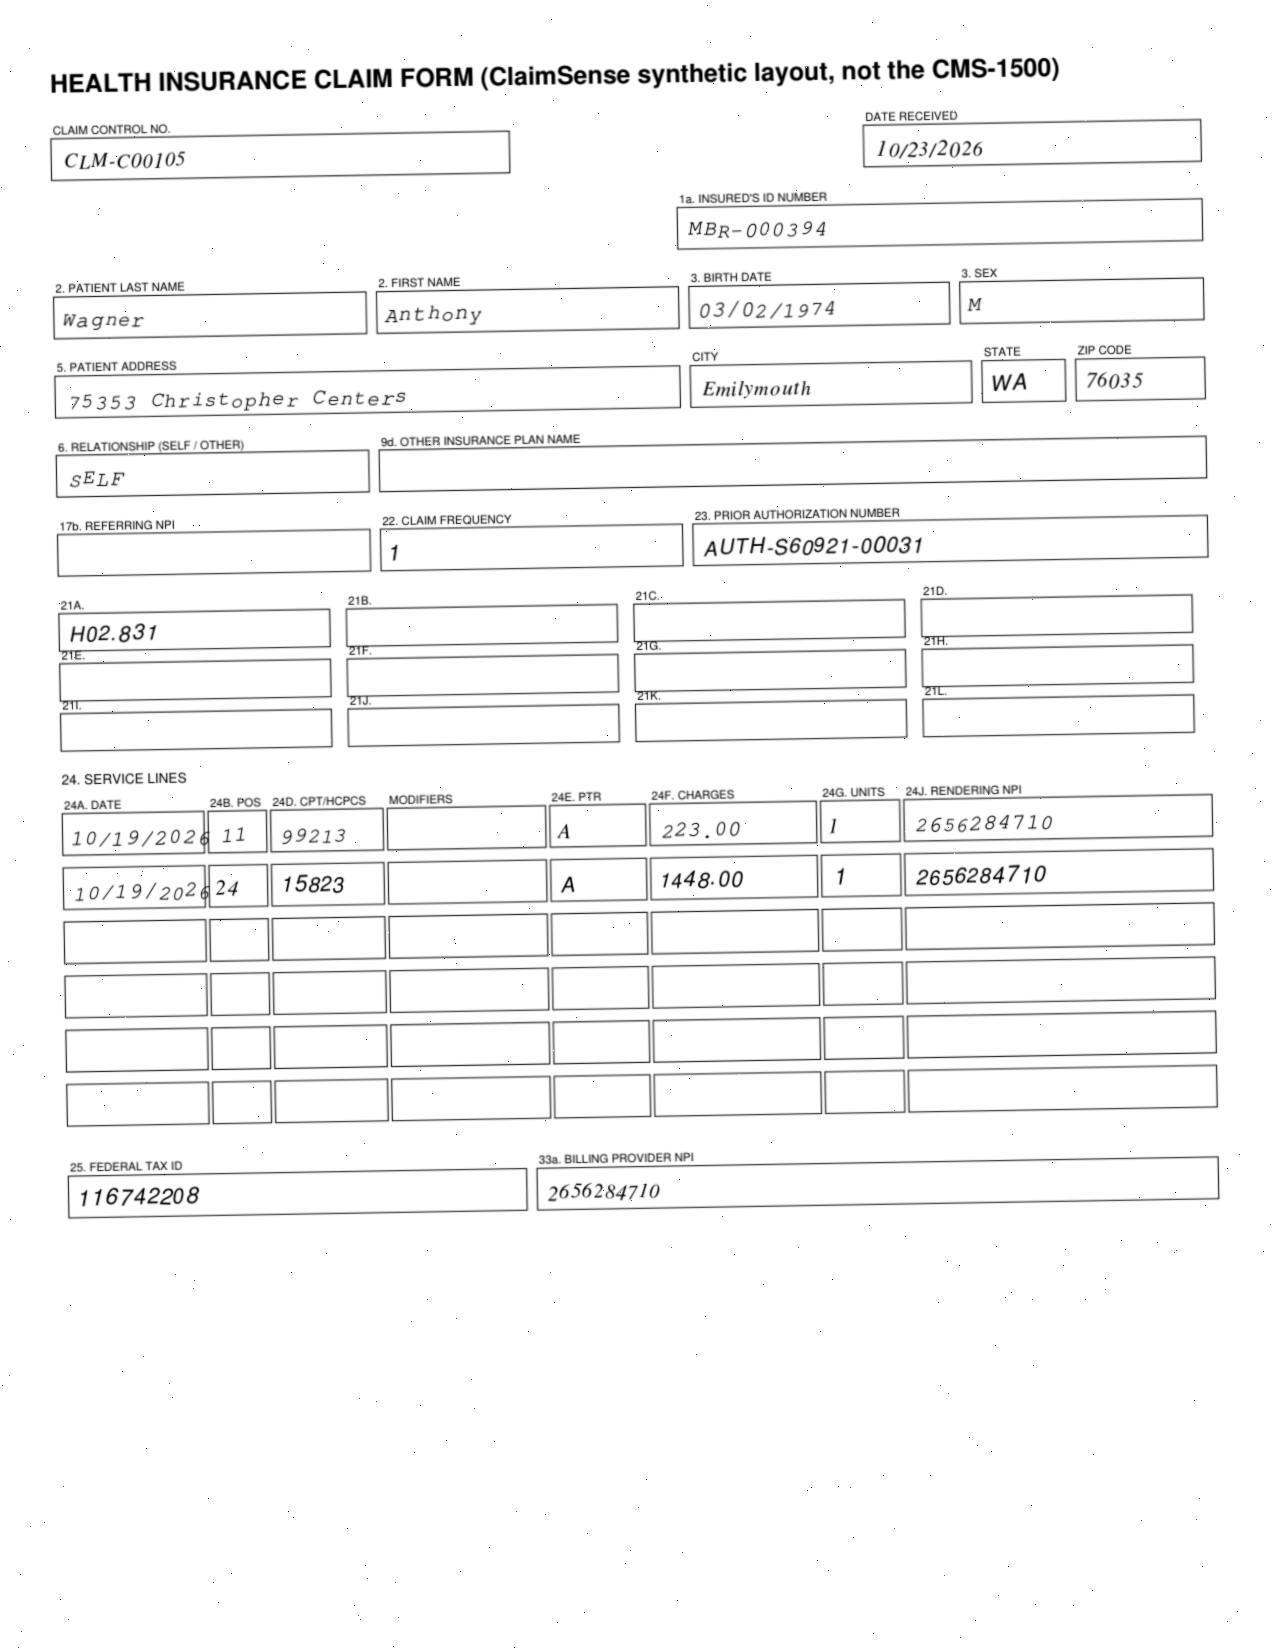 HEALTH INSURANCE CLAIM FORM (ClaimSense synthetic layout, not the CMS-1500)
CLAIM CONTROL NO.
CLM-C00105
DATE RECEIVED
10/23/2026
1a. INSURED'S ID NUMBER
MBR-000394
2. PATIENT LAST NAME
Wagner
2. FIRST NAME
Anthony
3. BIRTH DATE
03/02/1974
3. SEX
M
5. PATIENT ADDRESS
75353 Christopher Centers
CITY
Emilymouth
STATE
WA
ZIP CODE
76035
6. RELATIONSHIP (SELF / OTHER)
SELF
9d. OTHER INSURANCE PLAN NAME
17b. REFERRING NPI
22. CLAIM FREQUENCY
1
23. PRIOR AUTHORIZATION NUMBER
AUTH-S60921-00031
21A.
H02.831
21B.
21C.
21D.
21E.
21F.
21G.
21H.
21I.
21J.
21K.
21L.
24. SERVICE LINES
24A. DATE 24B. POS 24D. CPT/HCPCS MODIFIERS 24E. PTR 24F. CHARGES 24G. UNITS 24J. RENDERING NPI
10/19/2026 11 99213 A 223.00 1 2656284710
10/19/2026 24 15823 A 1448.00 1 2656284710
25. FEDERAL TAX ID
116742208
33a. BILLING PROVIDER NPI
2656284710